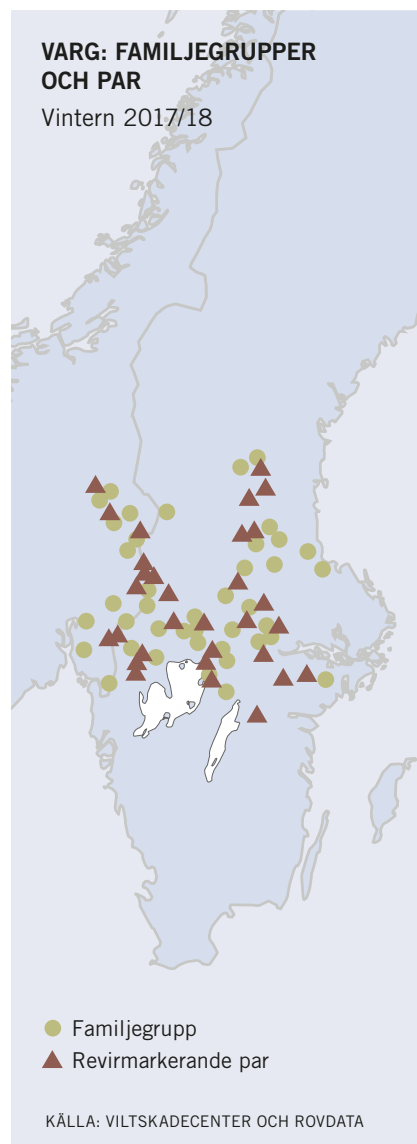 VARG: FAMILJEGRUPPER
OCH PAR
Vintern 2017/18
Familjegrupp
Revirmarkerande par
KÄLLA: VILTSKADECENTER OCH ROVDATA